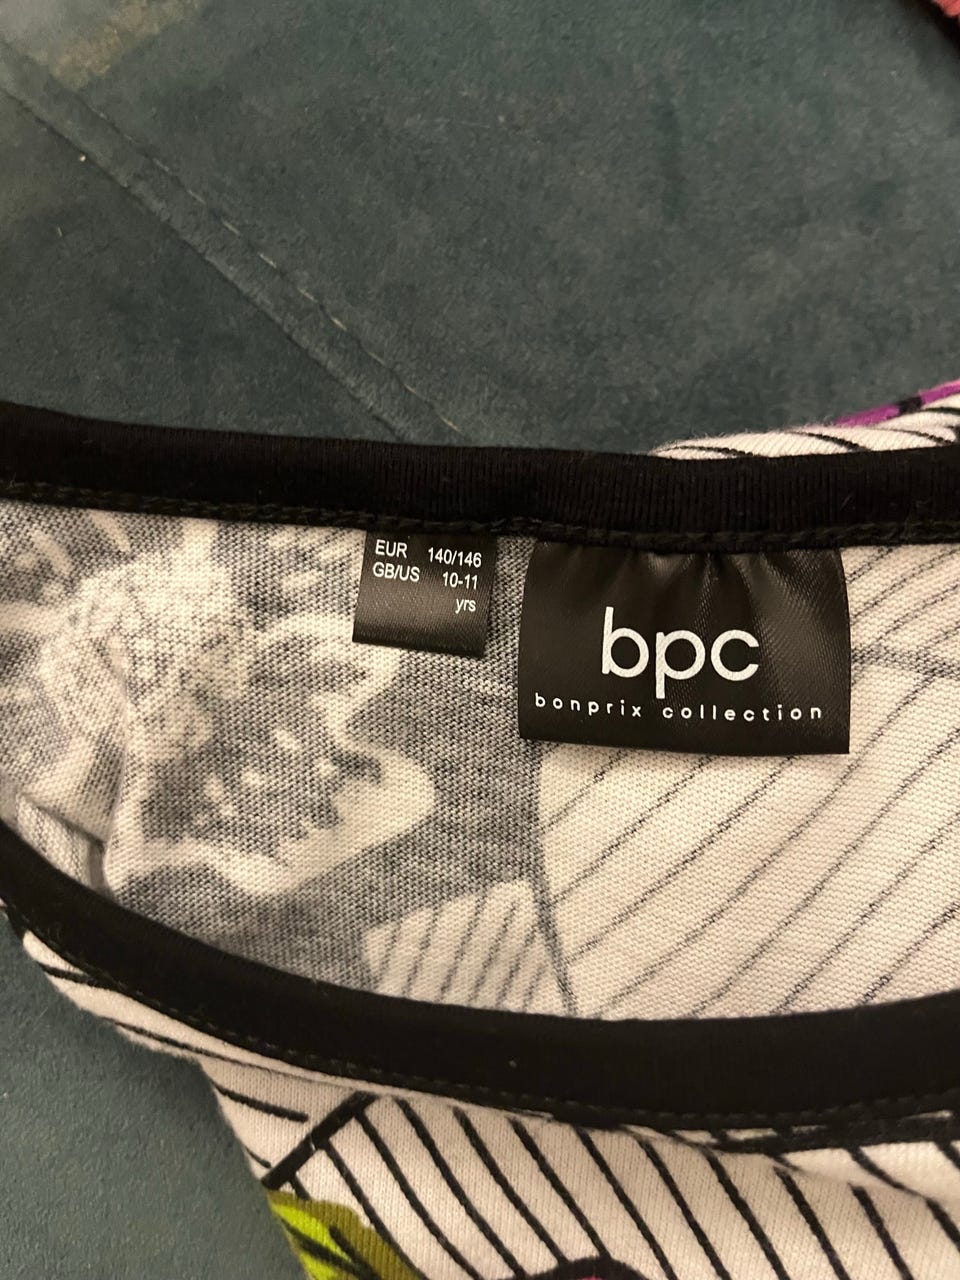 EUR 140/146
GB/US 10-11
yrs
bpc
bonprix collection